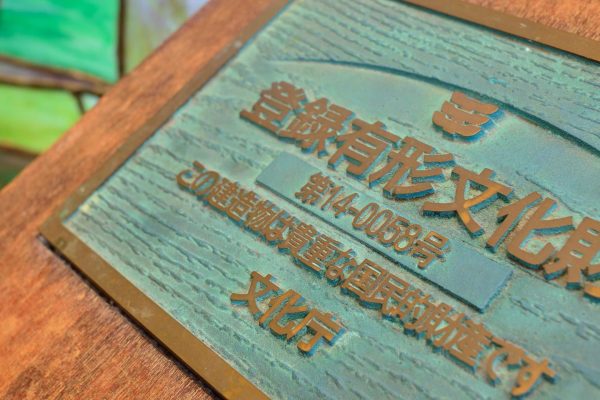 登録有形文化財
第14-0058号
この建造物は貴重な国民的財産です
文化庁